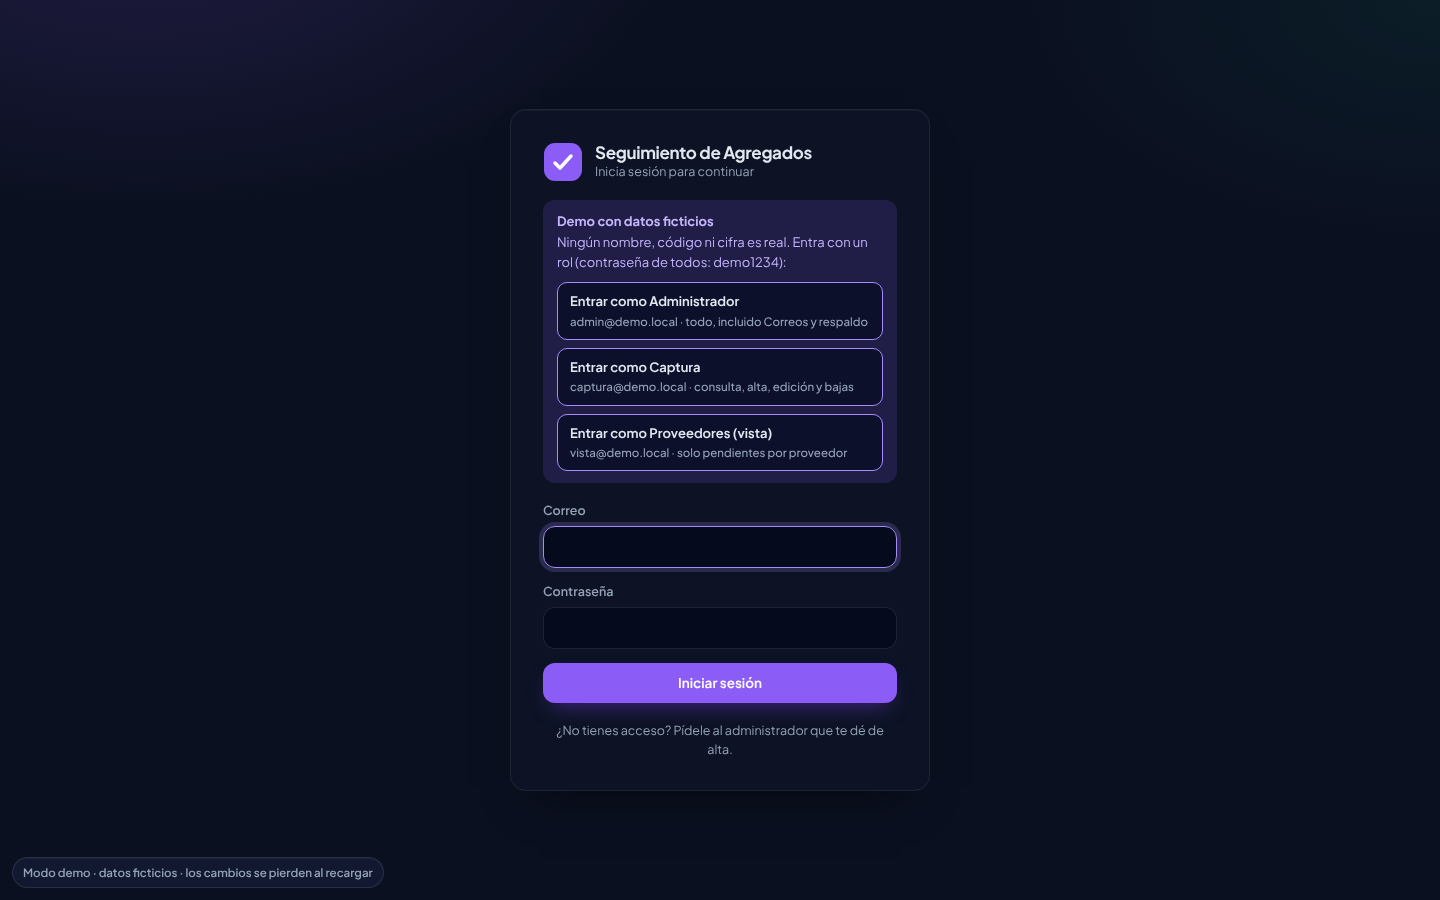 Seguimiento de Agregados
Inicia sesión para continuar
Demo con datos ficticios
Ningún nombre, código ni cifra es real. Entra con un
rol (contraseña de todos: demo1234):
Entrar como Administrador
admin@demo.local · todo, incluido Correos y respaldo
Entrar como Captura
captura@demo.local · consulta, alta, edición y bajas
Entrar como Proveedores (vista)
vista@demo.local · solo pendientes por proveedor
Correo
Contraseña
Iniciar sesión
¿No tienes acceso? Pídele al administrador que te dé de
alta.
Modo demo · datos ficticios · los cambios se pierden al recargar